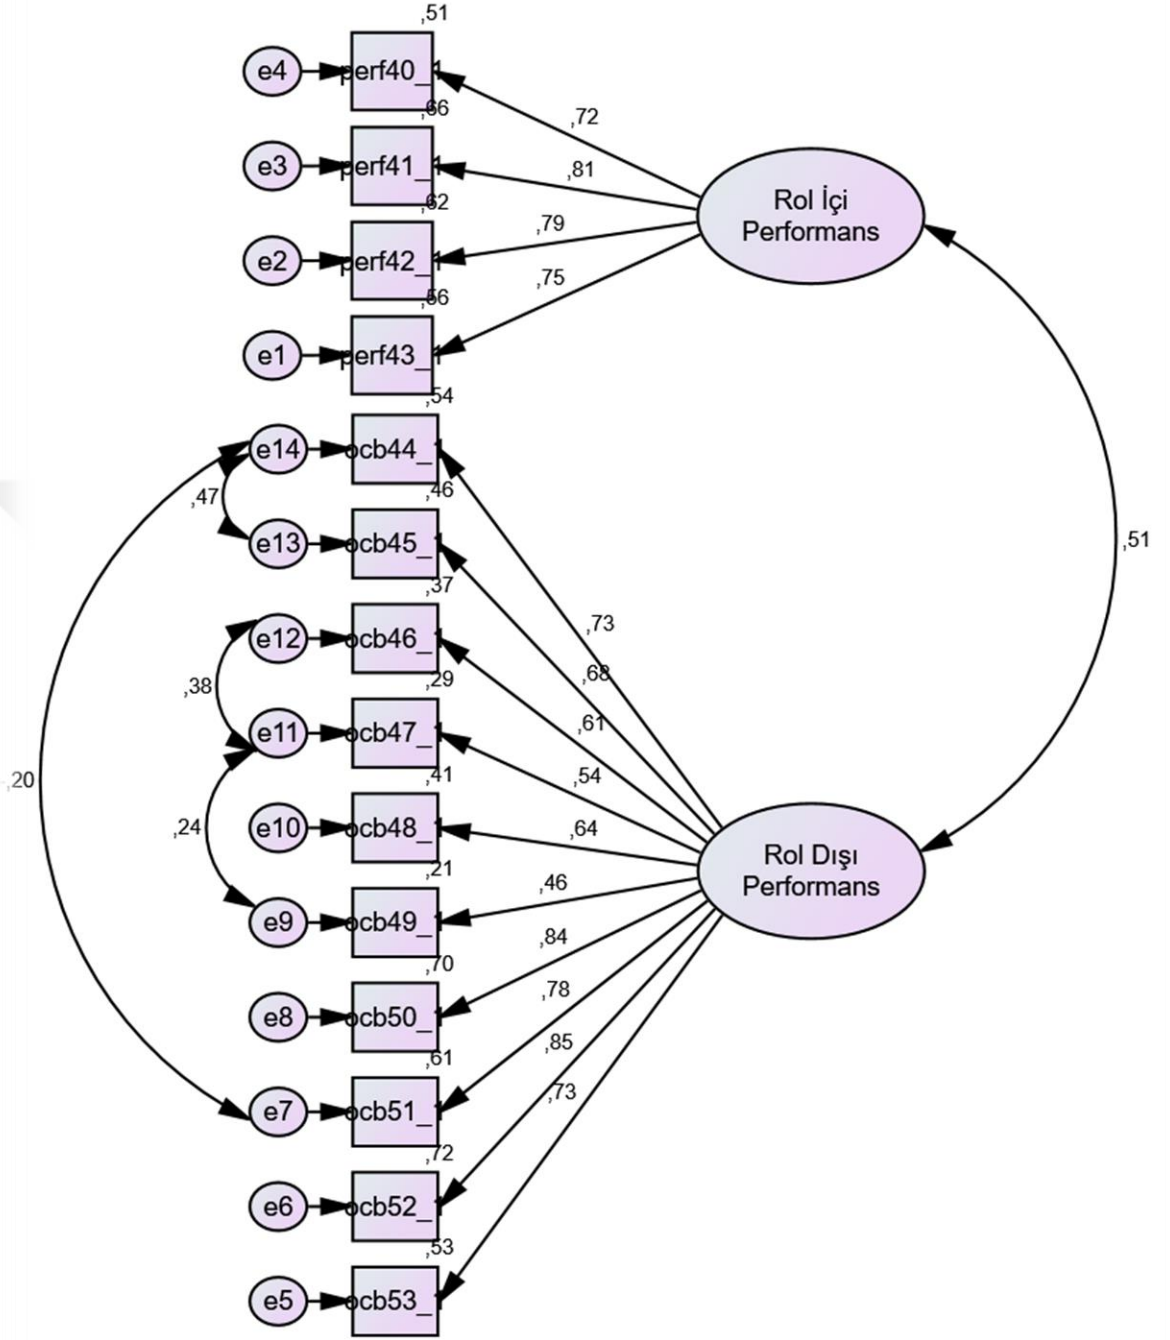 ,51
e4
perf40_1
,72
,66
e3
perf41_1
,81
Rol İçi
Performans
,62
e2
perf42_1
,79
,56
e1
perf43_1
,75
,54
e14
ocb44_1
,46
,47
e13
ocb45_1
,51
,37
e12
ocb46_1
,73
,29
,68
,38
e11
ocb47_1
,61
,41
,54
-,20
,24
e10
ocb48_1
,64
,21
Rol Dışı
Performans
e9
ocb49_1
,46
,70
,84
e8
ocb50_1
,78
,61
,85
e7
ocb51_1
,73
,72
e6
ocb52_1
,53
e5
ocb53_1